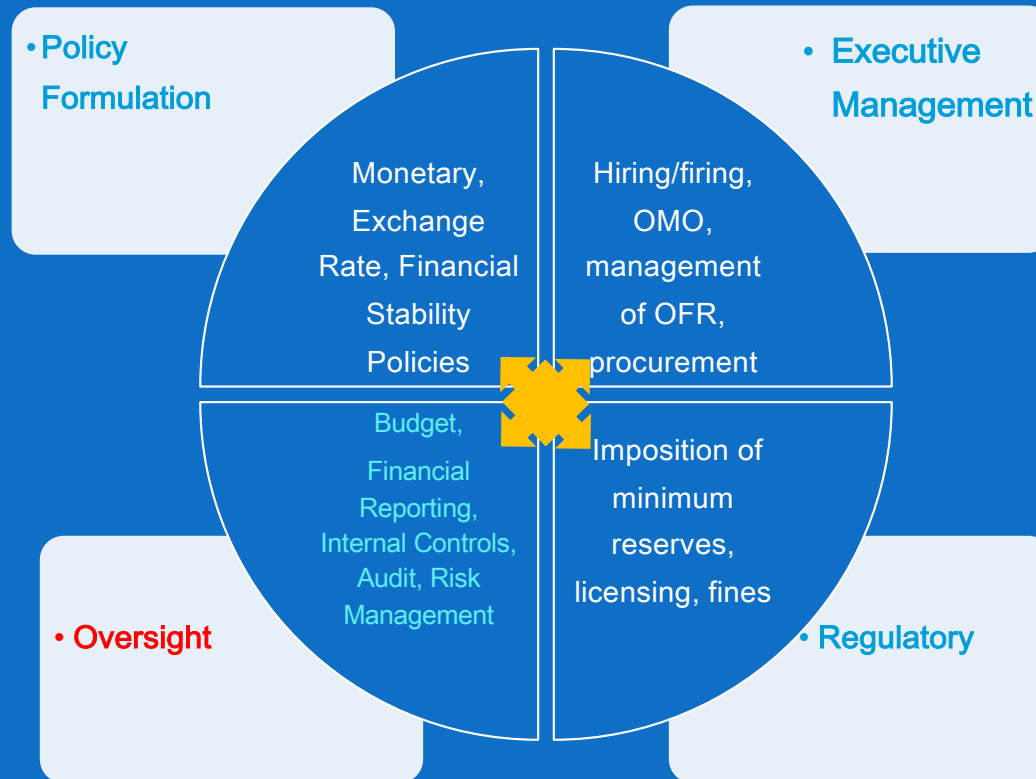 • Policy
Formulation
• Executive
Management
Monetary,
Exchange
Rate, Financial
Stability
Policies
Hiring/firing,
OMO,
management
of OFR,
procurement
Budget,
Financial
Reporting,
Internal Controls,
Audit, Risk
Management
Imposition of
minimum
reserves,
licensing, fines
• Oversight
• Regulatory